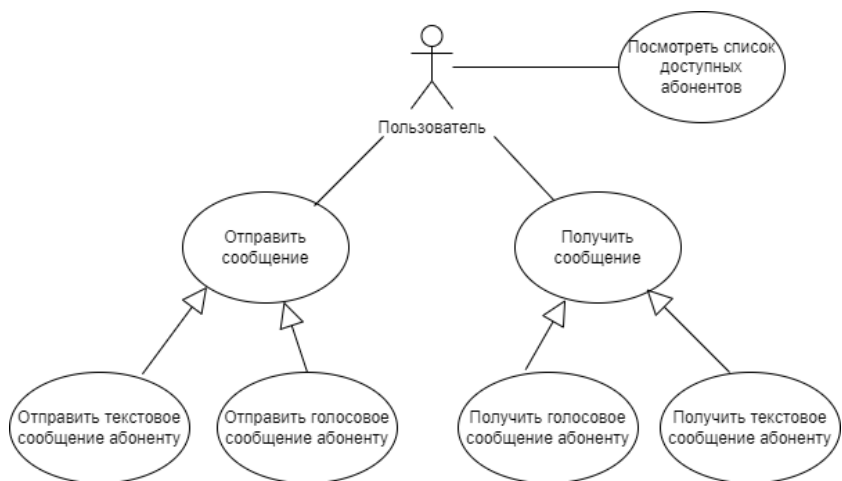 Посмотреть список
доступных
абонентов
Пользователь
Отправить
сообщение
Получить
сообщение
Отправить текстовое
сообщение абоненту
Отправить голосовое
сообщение абоненту
Получить голосовое
сообщение абоненту
Получить текстовое
сообщение абоненту